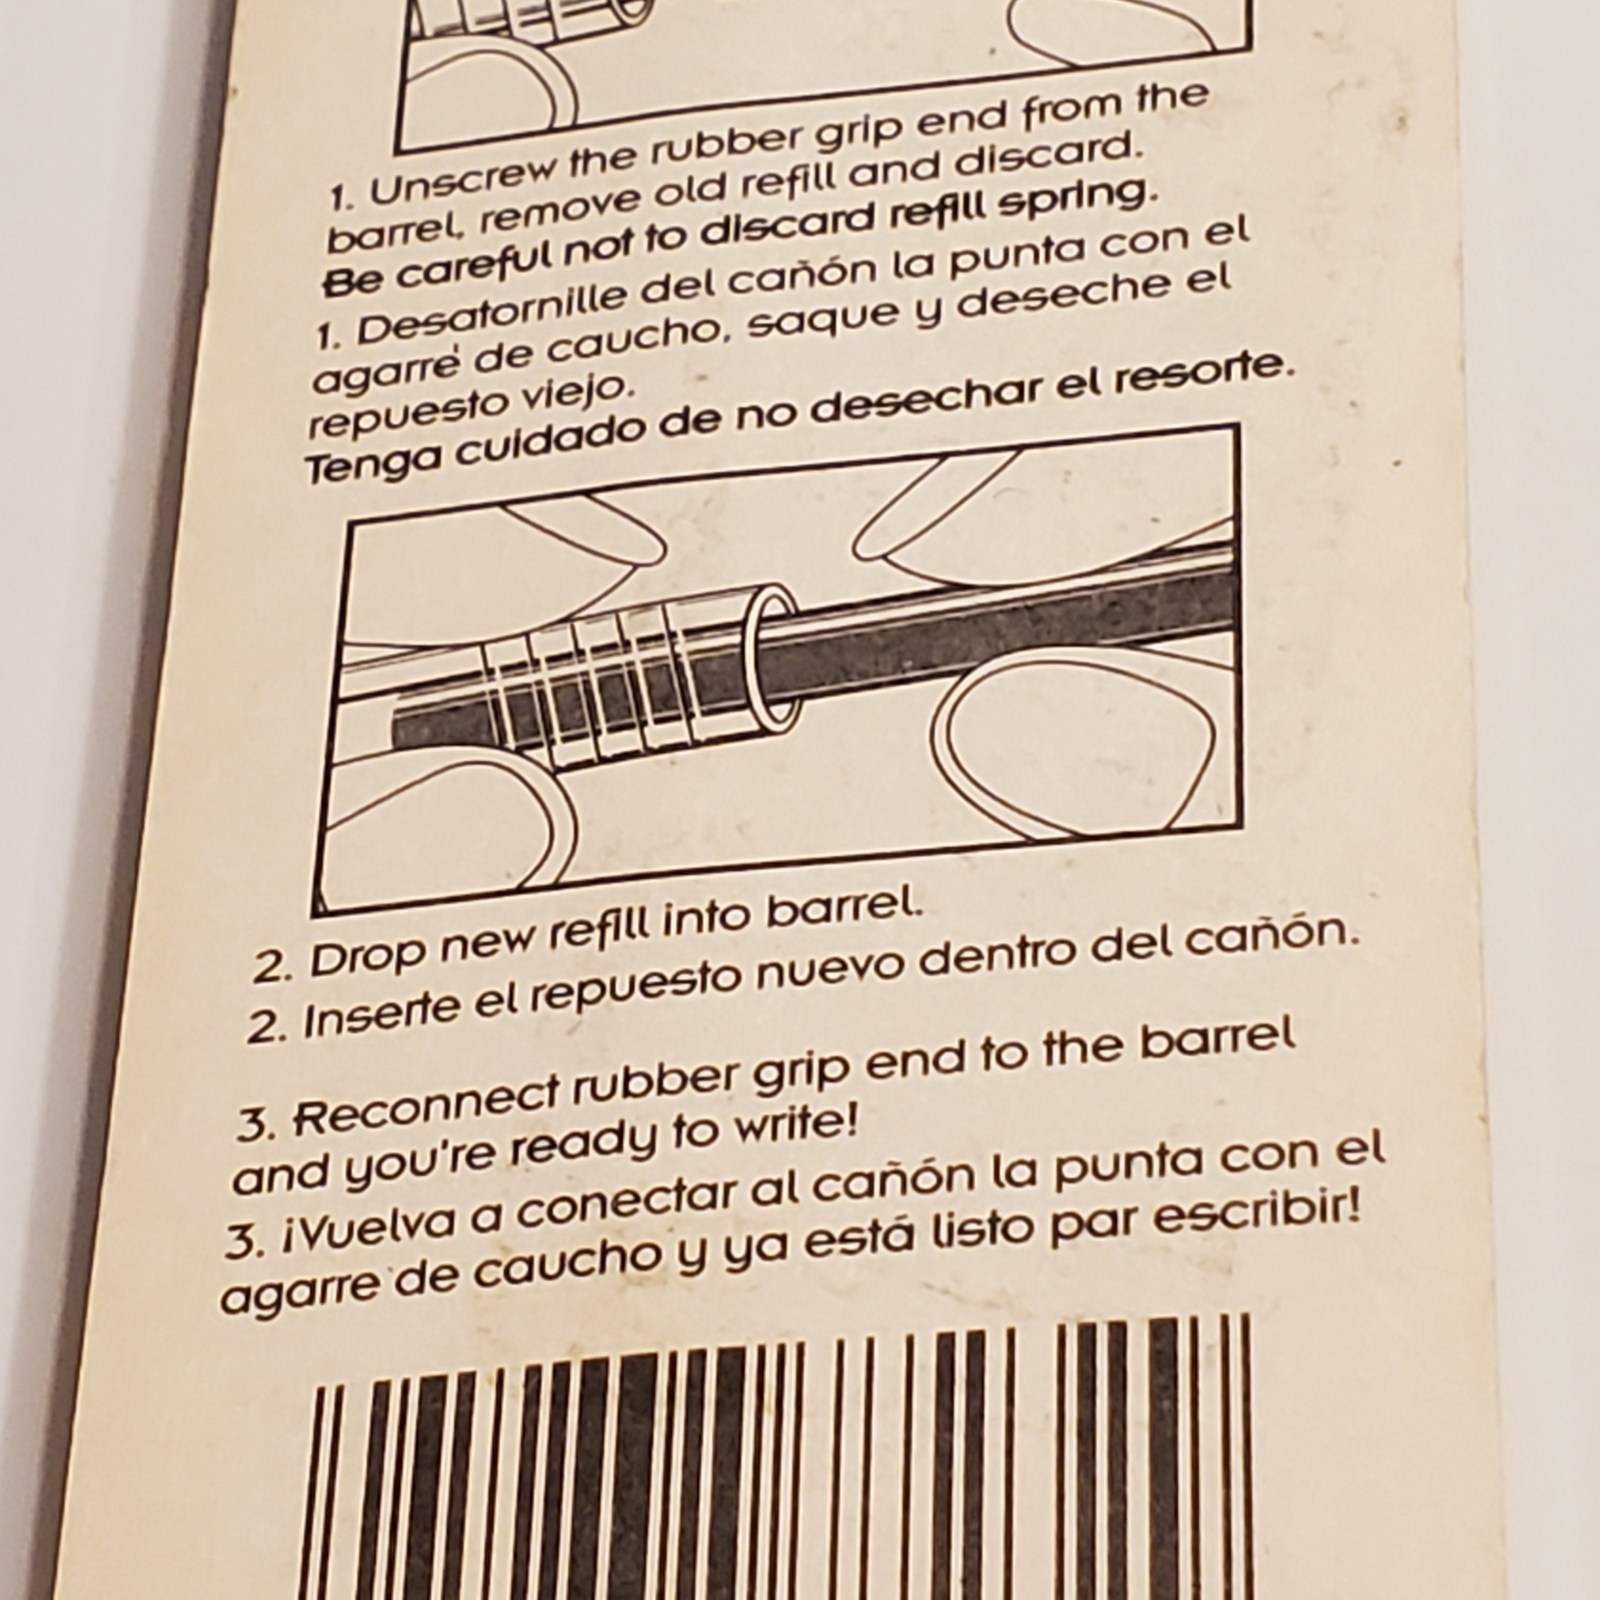 1. Unscrew the rubber grip end from the
barrel, remove old refill and discard.
Be careful not to discard refill spring.
1. Desatornille del cañón la punta con el
agarre de caucho, saque y deseche el
repuesto viejo.
Tenga cuidado de no desechar el resorte.
2. Drop new refill into barrel.
2. Inserte el repuesto nuevo dentro del cañón.
3. Reconnect rubber grip end to the barrel
and you're ready to write!
3. ¡Vuelva a conectar al cañón la punta con el
agarre de caucho y ya está listo par escribir!